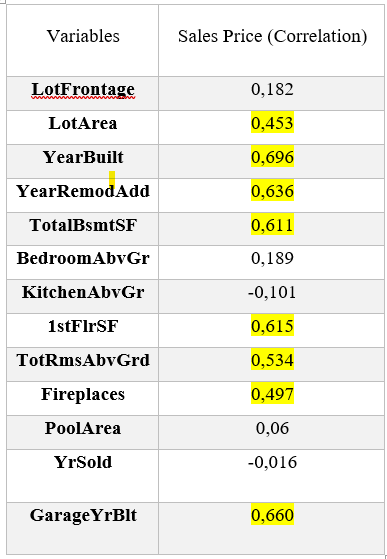 Variables Sales Price (Correlation)
LotFrontage 0,182
LotArea 0,453
YearBuilt 0,696
YearRemodAdd 0,636
TotalBsmtSF 0,611
BedroomAbvGr 0,189
KitchenAbvGr -0,101
1stFlrSF 0,615
TotRmsAbvGrd 0,534
Fireplaces 0,497
PoolArea 0,06
YrSold -0,016
GarageYrBlt 0,660